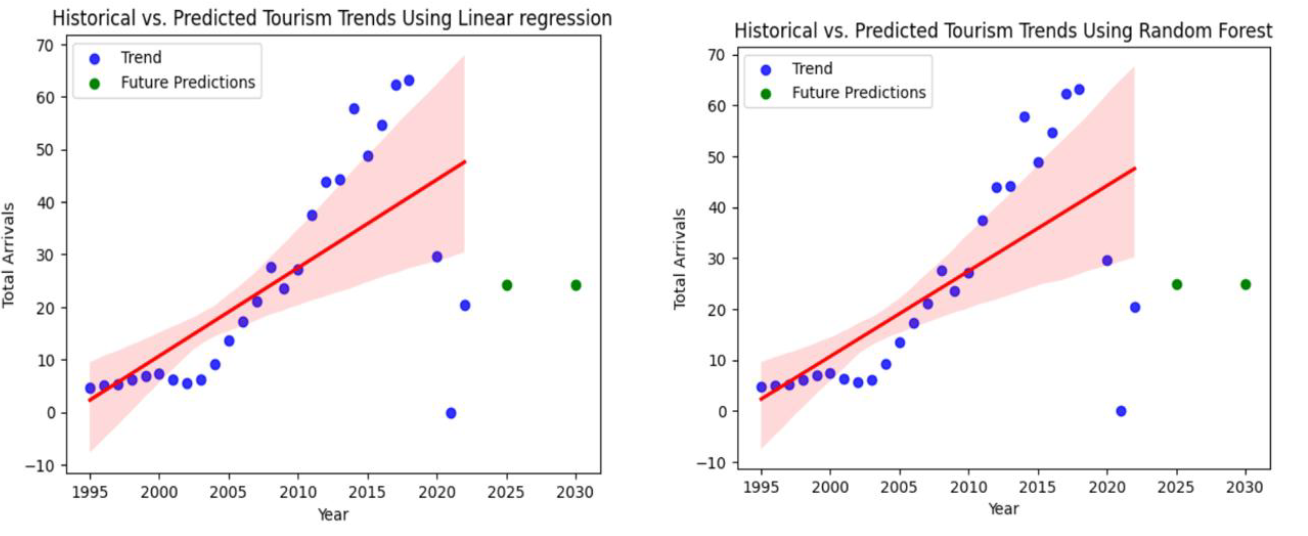 Historical vs. Predicted Tourism Trends Using Linear regression
Trend
Future Predictions
70
60
50
40
30
20
10
0
−10
Total Arrivals
1995 2000 2005 2010 2015 2020 2025 2030
Year
Historical vs. Predicted Tourism Trends Using Random Forest
Trend
Future Predictions
70
60
50
40
30
20
10
0
−10
Total Arrivals
1995 2000 2005 2010 2015 2020 2025 2030
Year